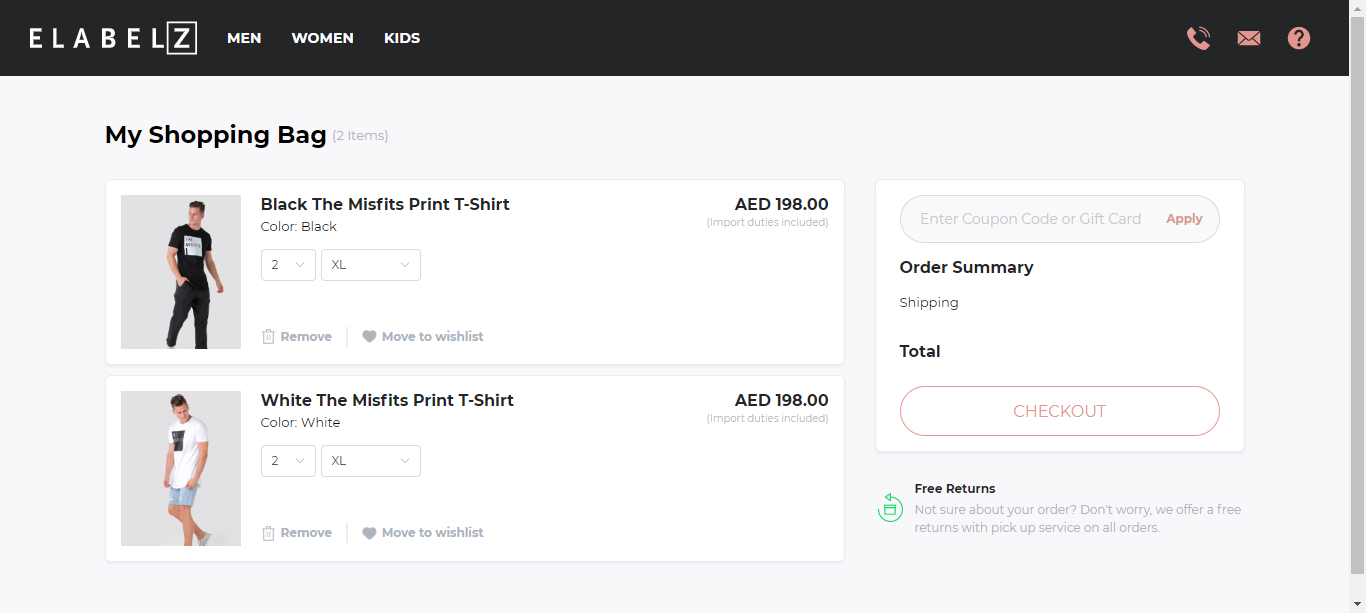 ELABELZ
MEN
WOMEN
KIDS
My Shopping Bag (2 Items)
Black The Misfits Print T-Shirt
AED 198.00
Color: Black
(Import duties included)
2
XL
Remove
Move to wishlist
White The Misfits Print T-Shirt
AED 198.00
Color: White
(Import duties included)
2
XL
Remove
Move to wishlist
Enter Coupon Code or Gift Card
Apply
Order Summary
Shipping
Total
CHECKOUT
Free Returns
Not sure about your order? Don't worry, we offer a free
returns with pick up service on all orders.